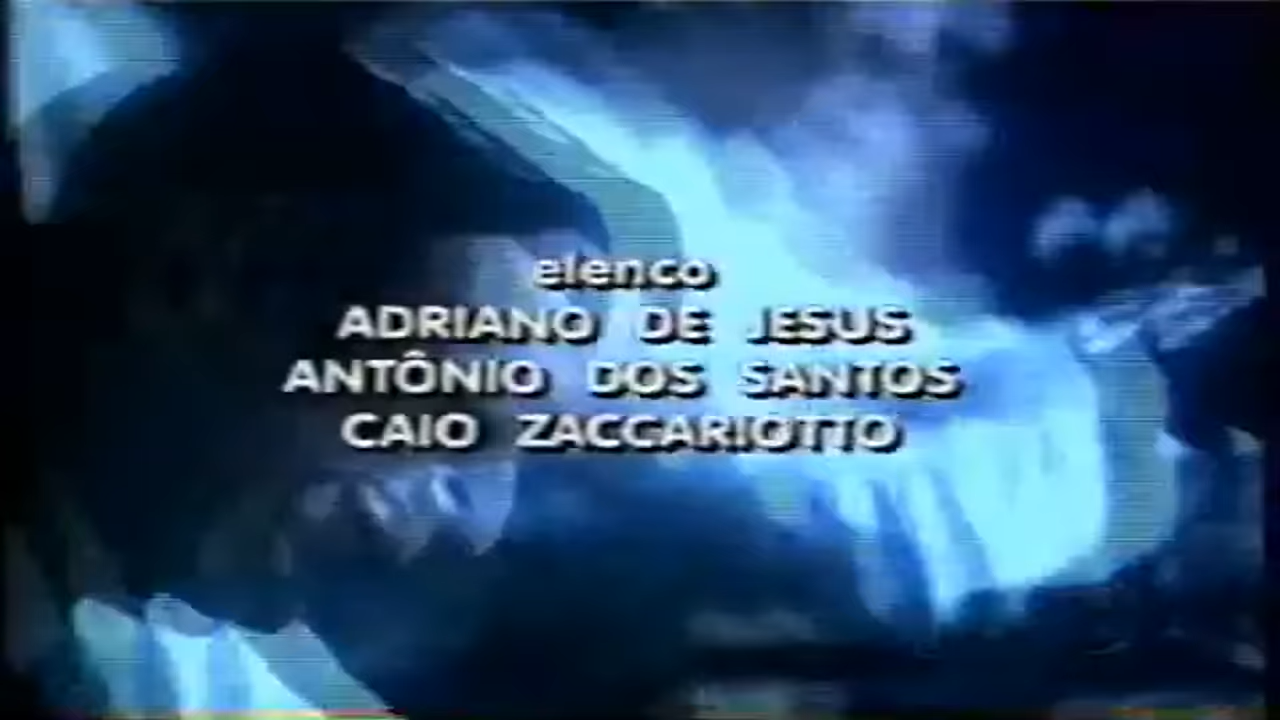 elenco
ADRIANO DE JESUS
ANTÔNIO DOS SANTOS
CAIO ZACCARIOTTO